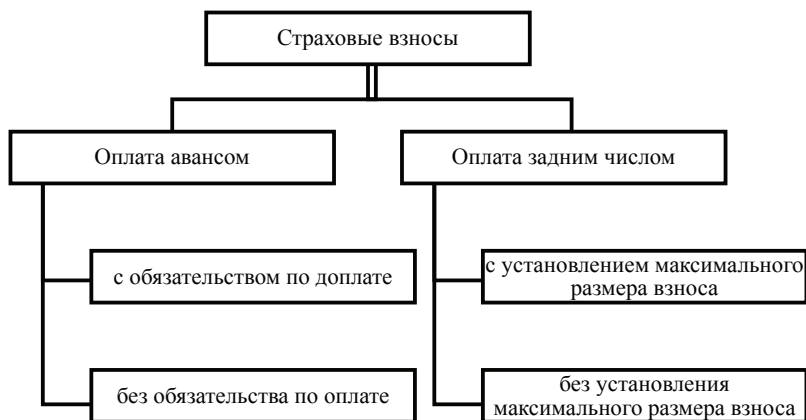 Страховые взносы
Оплата авансом
Оплата задним числом
с обязательством по доплате
с установлением максимального
размера взноса
без обязательства по оплате
без установления
максимального размера взноса